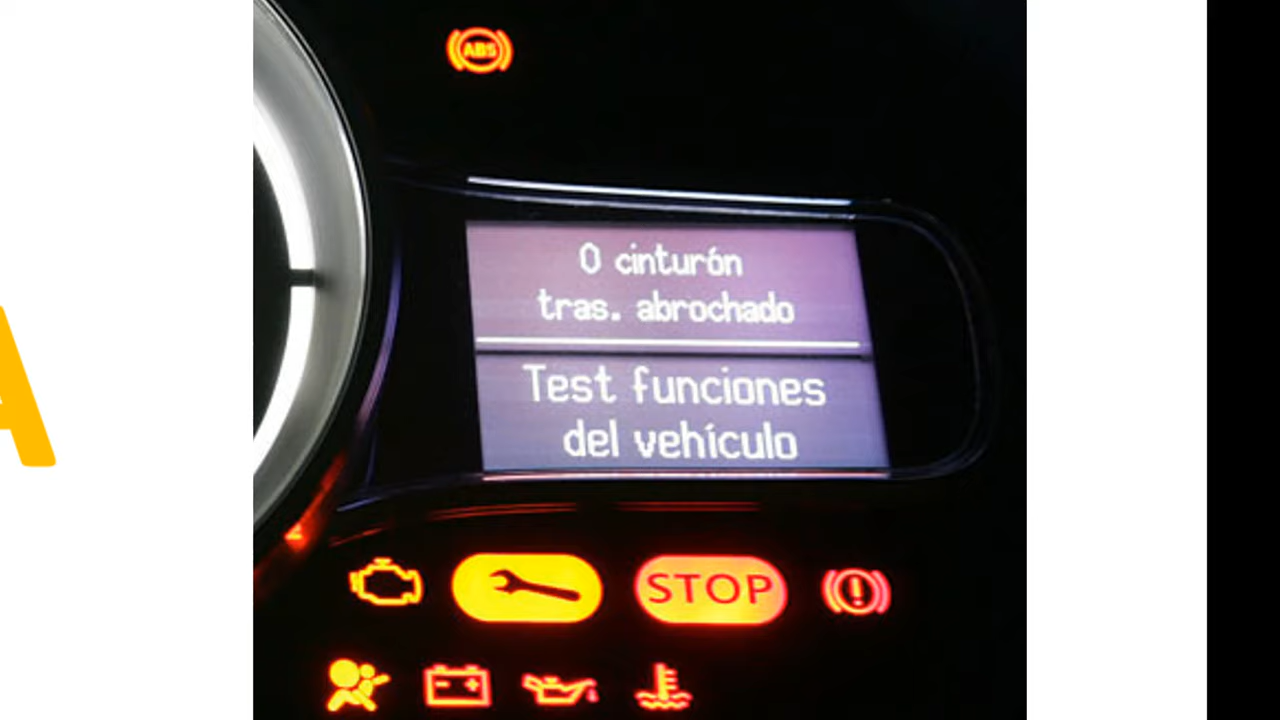 A
ABS
0 cinturón
tras. abrochado
Test funciones
del vehículo
STOP